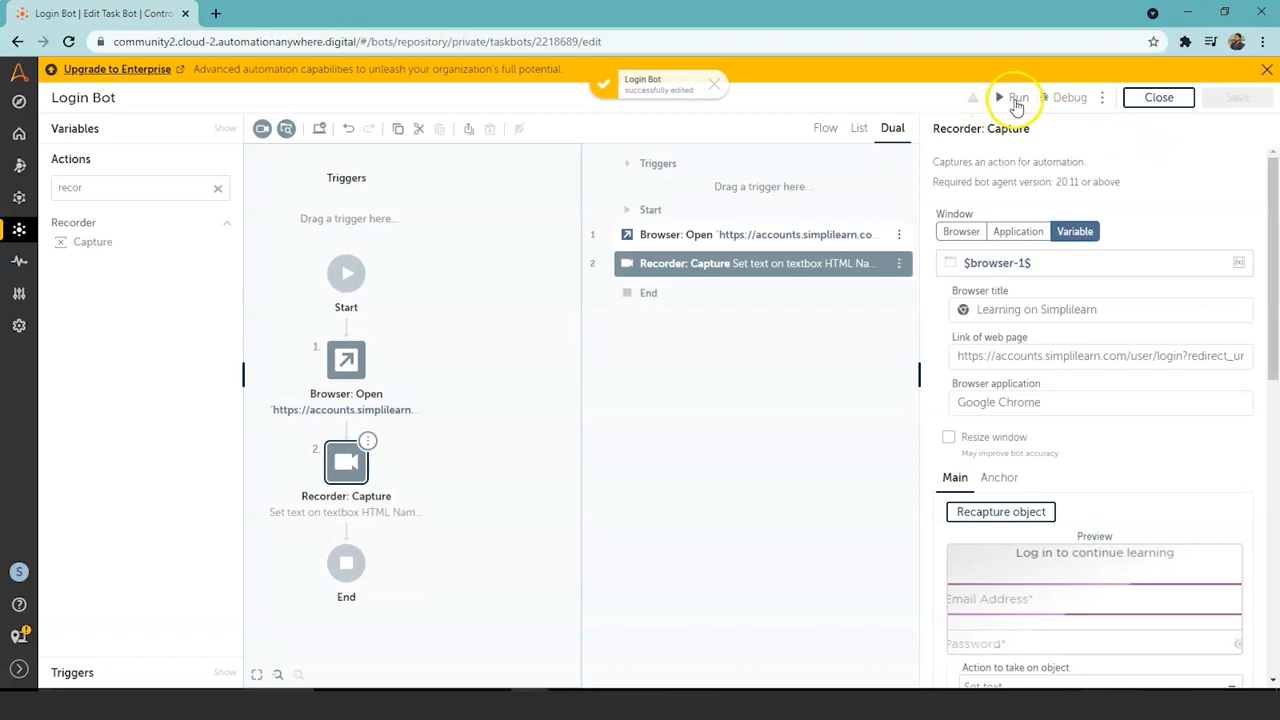 Login Bot | Edit Task Bot | Contro
community2.cloud-2.automationanywhere.digital/#/bots/repository/private/taskbots/2218689/edit
Upgrade to Enterprise Advanced automation capabilities to unleash your organization's full potential.
Login Bot
successfully edited
Login Bot
Run
Debug
Close
Save
Variables
Show
Flow
List
Dual
Recorder: Capture
Actions
recor
Recorder
Capture
Triggers
Drag a trigger here...
Start
1.
Browser: Open
"https://accounts.simplilearn....
2.
Recorder: Capture
Set text on textbox HTML Nam...
End
Triggers
Drag a trigger here...
Start
1 Browser: Open "https://accounts.simplilearn.co...
2 Recorder: Capture Set text on textbox HTML Na...
End
Captures an action for automation.
Required bot agent version: 20.11 or above
Window
Browser
Application
Variable
$browser-1$
(x)
Browser title
Learning on Simplilearn
Link of web page
https://accounts.simplilearn.com/user/login?redirect_ur
Browser application
Google Chrome
Resize window
May improve bot accuracy
Main
Anchor
Recapture object
Preview
Log in to continue learning
Email Address*
Password*
Action to take on object
Set text
S
Triggers
Show